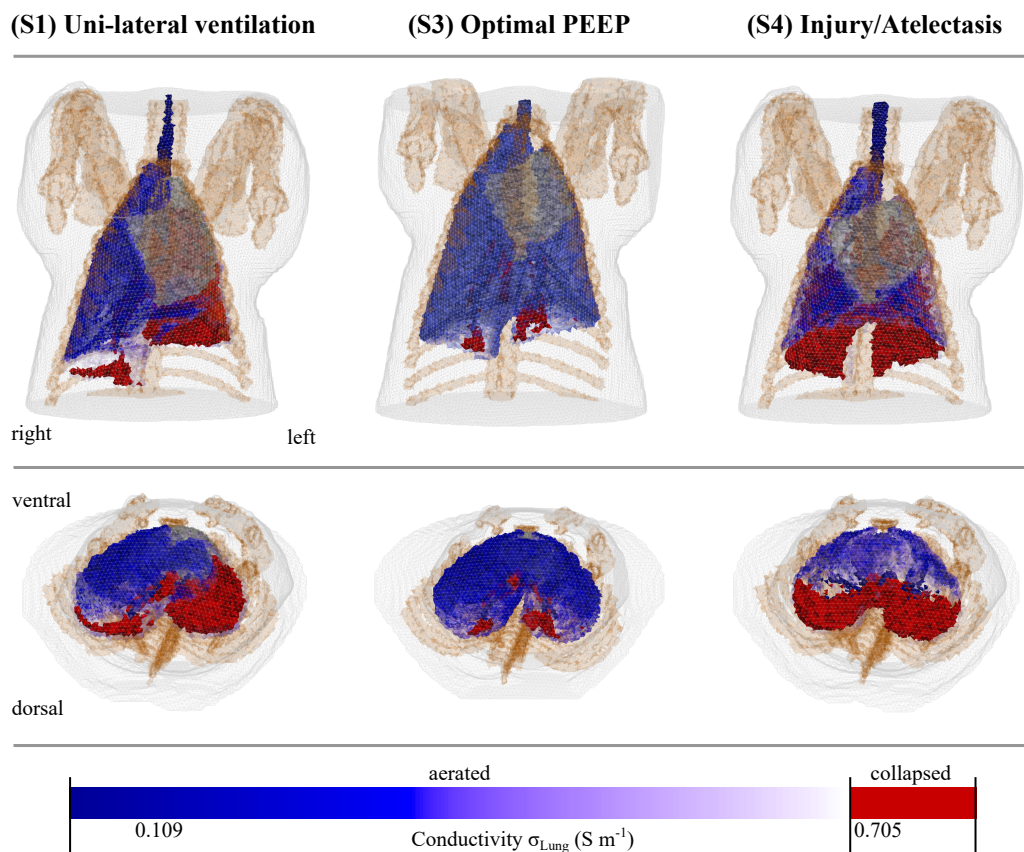 (S1) Uni-lateral ventilation (S3) Optimal PEEP (S4) Injury/Atelectasis
right left
ventral
dorsal
aerated collapsed
0.109 0.705
Conductivity σLung (S m⁻¹)